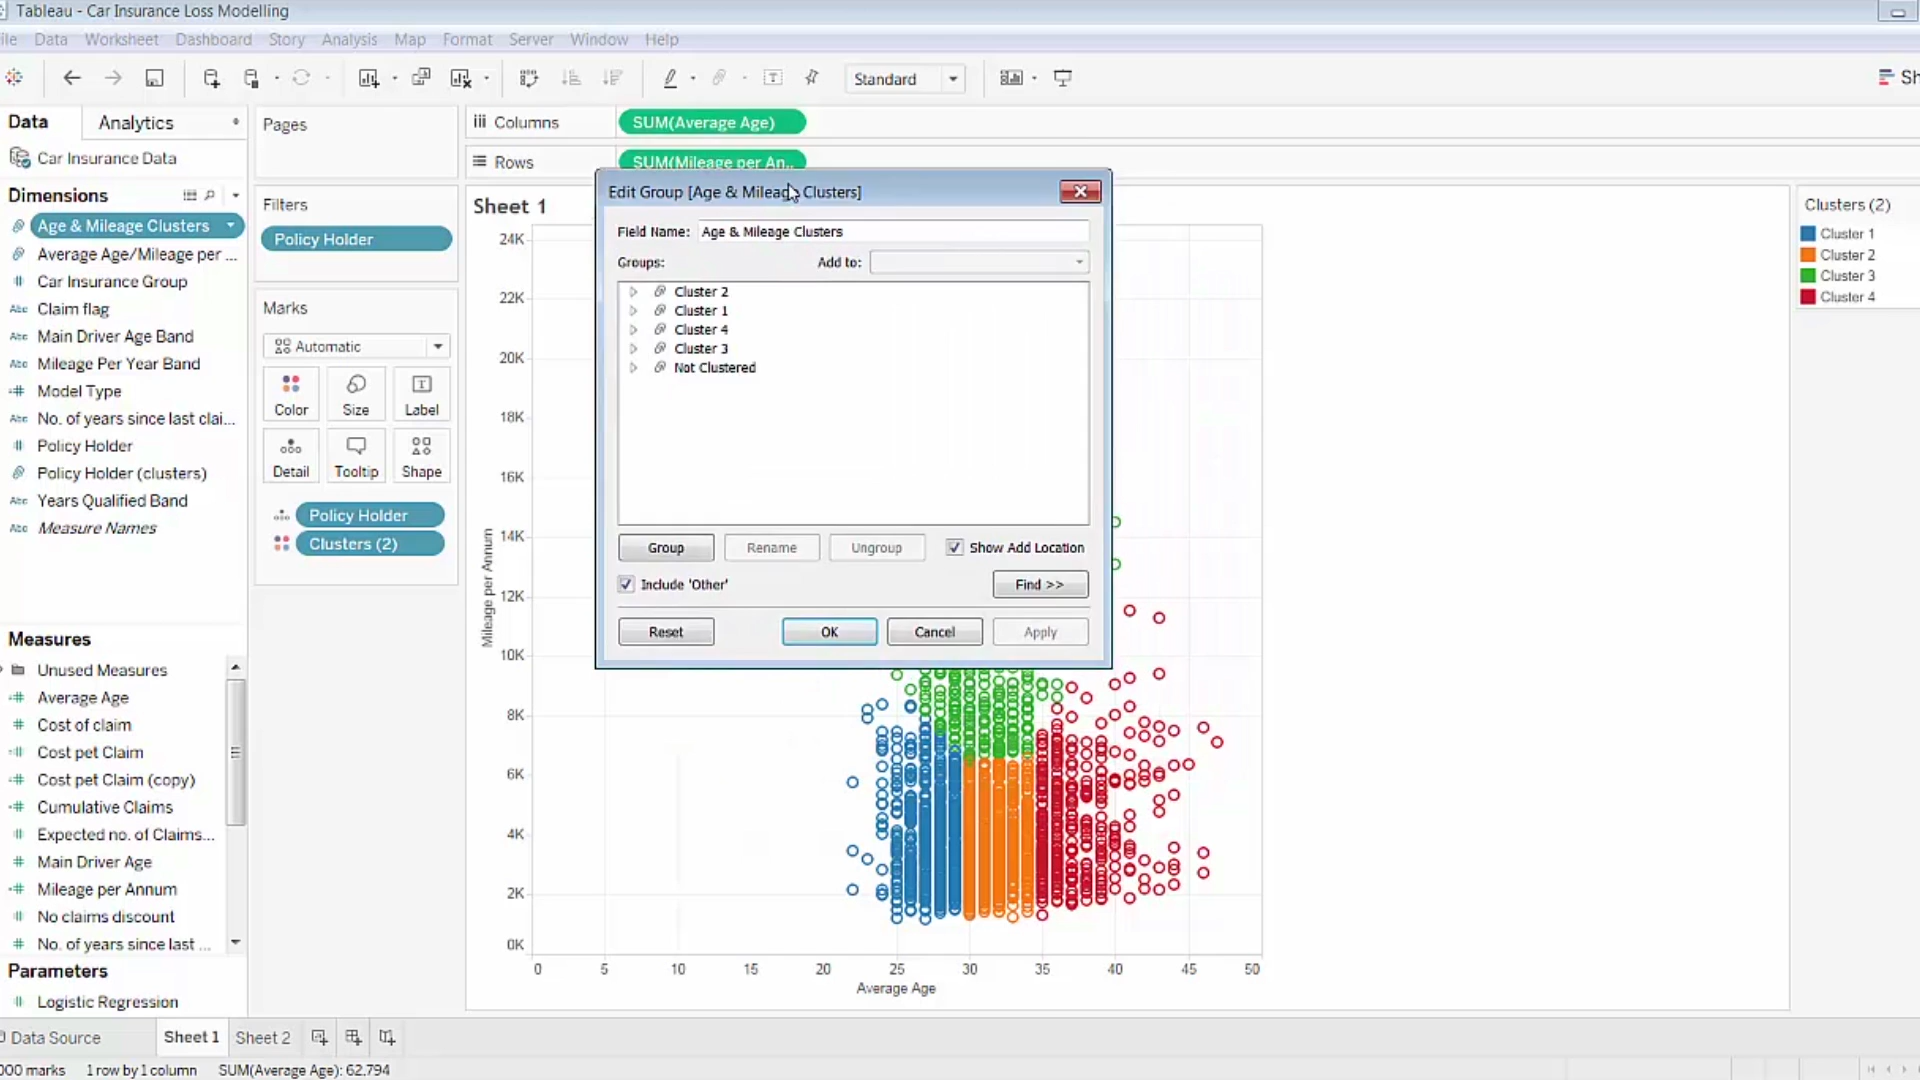 Tableau - Car Insurance Loss Modelling
ile Data Worksheet Dashboard Story Analysis Map Format Server Window Help
Standard
Sh
Data
Analytics
Car Insurance Data
Dimensions
Age & Mileage Clusters
Average Age/Mileage per ...
Car Insurance Group
Claim flag
Main Driver Age Band
Mileage Per Year Band
Model Type
No. of years since last clai...
Policy Holder
Policy Holder (clusters)
Years Qualified Band
Measure Names
Measures
Unused Measures
Average Age
Cost of claim
Cost pet Claim
Cost pet Claim (copy)
Cumulative Claims
Expected no. of Claims...
Main Driver Age
Mileage per Annum
No claims discount
No. of years since last ...
Parameters
Logistic Regression
Pages
Filters
Policy Holder
Marks
Automatic
Color
Size
Label
Detail
Tooltip
Shape
Policy Holder
Clusters (2)
Columns
SUM(Average Age)
Rows
SUM(Mileage per An..
Sheet 1
24K
22K
20K
18K
16K
14K
12K
10K
8K
6K
4K
2K
0K
Mileage per Annum
0 5 10 15 20 25 30 35 40 45 50
Average Age
Edit Group [Age & Mileage Clusters]
Field Name: Age & Mileage Clusters
Groups:
Add to:
Cluster 2
Cluster 1
Cluster 4
Cluster 3
Not Clustered
Group
Rename
Ungroup
Show Add Location
Include 'Other'
Find >>
Reset
OK
Cancel
Apply
Clusters (2)
Cluster 1
Cluster 2
Cluster 3
Cluster 4
Data Source
Sheet 1
Sheet 2
000 marks 1 row by 1 column SUM(Average Age): 62.794